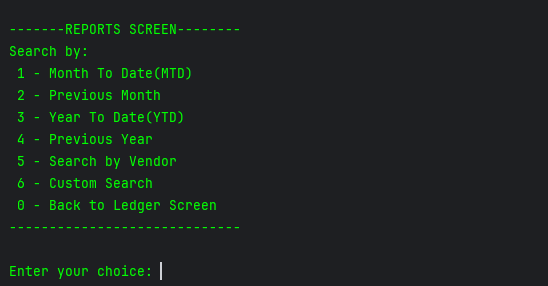 -------REPORTS SCREEN--------
Search by:
 1 - Month To Date(MTD)
 2 - Previous Month
 3 - Year To Date(YTD)
 4 - Previous Year
 5 - Search by Vendor
 6 - Custom Search
 0 - Back to Ledger Screen
-----------------------------
Enter your choice: